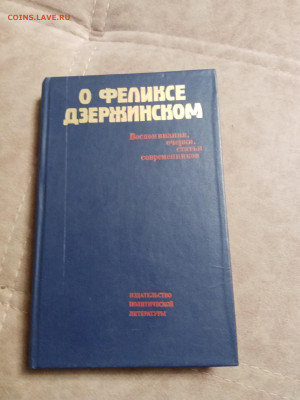 COINS.LAVE.RU
О ФЕЛИКСЕ
ДЗЕРЖИНСКОМ
Воспоминания,
очерки,
статьи
современников
ИЗДАТЕЛЬСТВО
ПОЛИТИЧЕСКОЙ
ЛИТЕРАТУРЫ